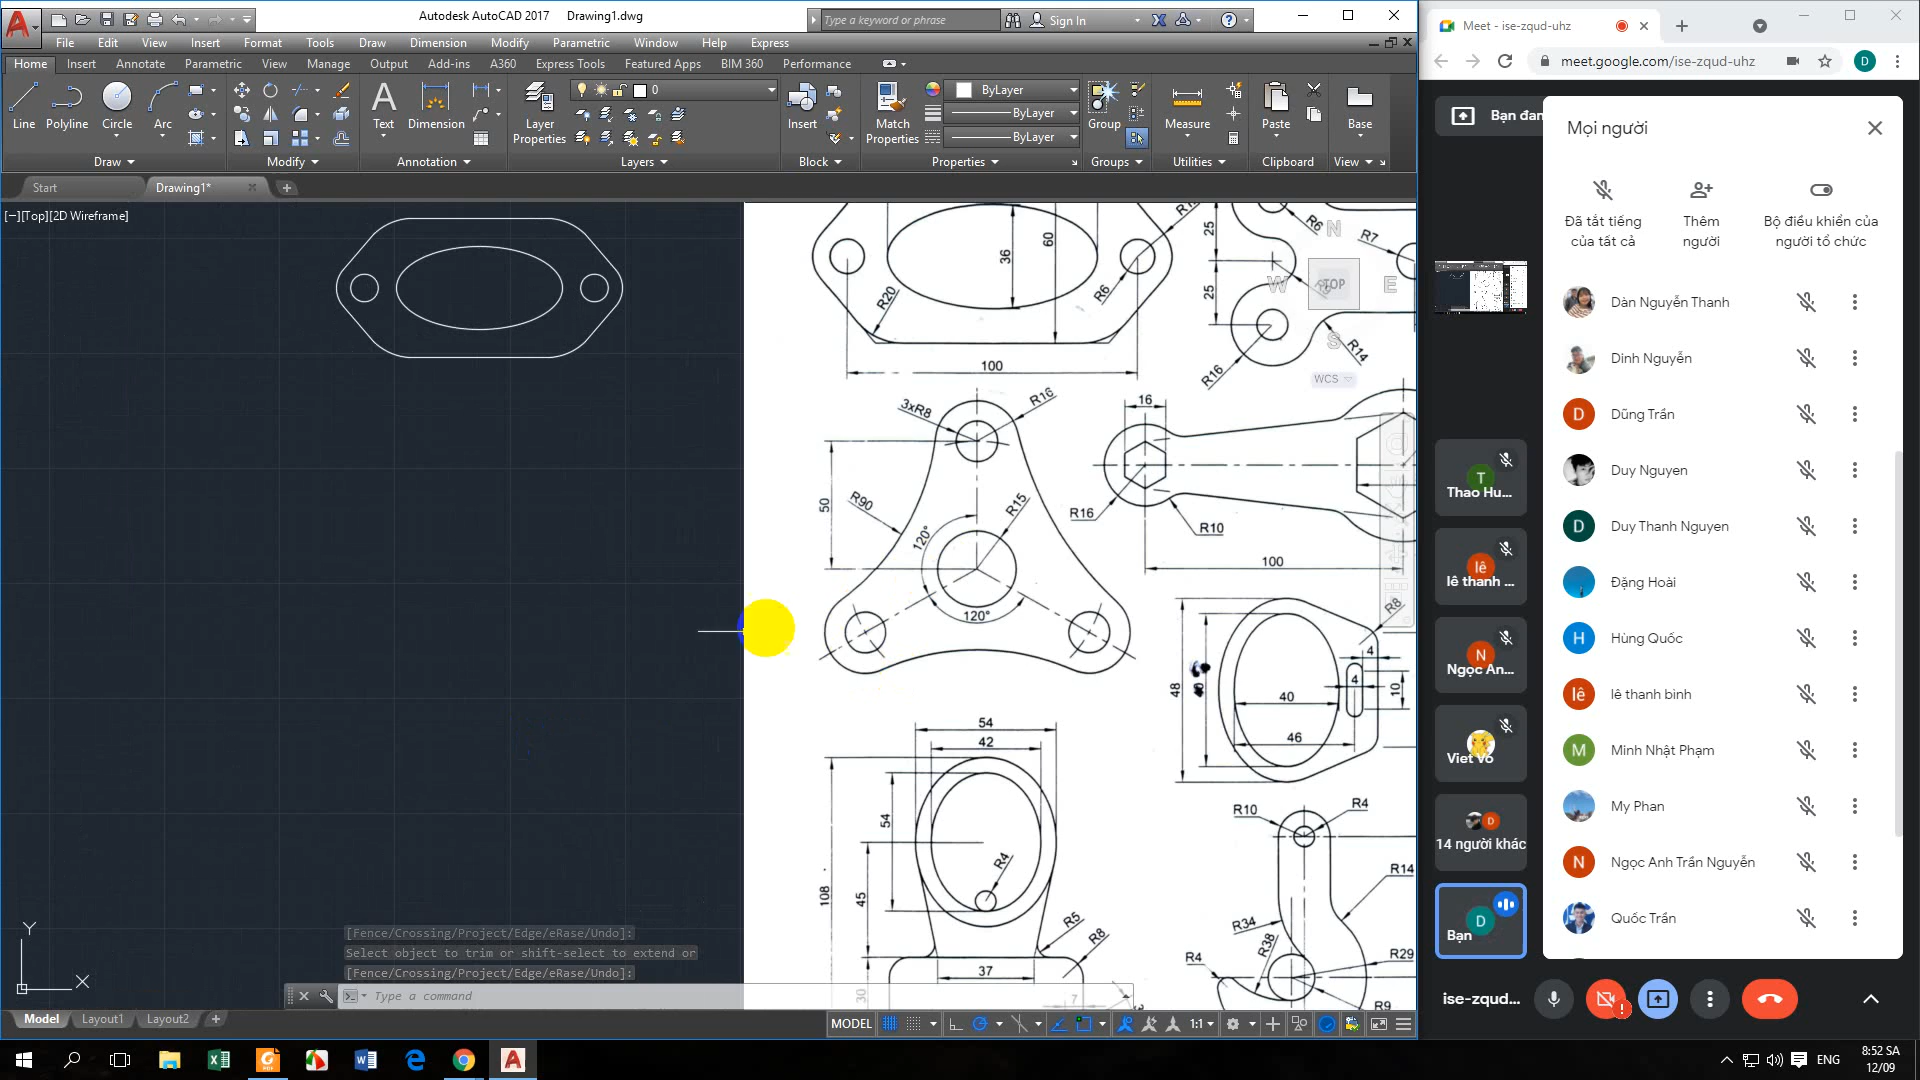 Autodesk AutoCAD 2017 Drawing1.dwg
Type a keyword or phrase
Sign In
File Edit View Insert Format Tools Draw Dimension Modify Parametric Window Help Express
Home Insert Annotate Parametric View Manage Output Add-ins A360 Express Tools Featured Apps BIM 360 Performance
Line Polyline Circle Arc
Text Dimension
Layer Properties
0
Insert
Match Properties
ByLayer
ByLayer
ByLayer
Group
Measure
Paste
Base
Draw Modify Annotation Layers Block Properties Groups Utilities Clipboard View
Start Drawing1*
[−][Top][2D Wireframe]
36
60
R20
R6
100
25
25
R6
R7
R16
R14
N
W
TOP
E
S
WCS
3xR8
R16
50
R90
R15
120°
120°
16
R16
R10
100
R8
48
40
46
4
4
10
54
42
54
R4
108
45
R5
R8
37
30
7
R10
R4
R14
R34
R38
R4
R29
R9
Y
X
[Fence/Crossing/Project/Edge/eRase/Undo]:
Select object to trim or shift-select to extend or
[Fence/Crossing/Project/Edge/eRase/Undo]:
Type a command
Model Layout1 Layout2
MODEL
1:1
Meet - ise-zqud-uhz
meet.google.com/ise-zqud-uhz
D
Bạn đan
Mọi người
Đã tắt tiếng của tất cả
Thêm người
Bộ điều khiển của người tổ chức
Dàn Nguyễn Thanh
Dinh Nguyễn
D Dũng Trần
Duy Nguyen
D Duy Thanh Nguyen
Đặng Hoài
H Hùng Quốc
lê lê thanh bình
M Minh Nhật Phạm
My Phan
N Ngọc Anh Trần Nguyễn
Quốc Trần
T
Thao Hu...
lê
lê thanh ...
N
Ngọc An...
Viet Vo
D
14 người khác
D
Bạn
ise-zqud...
ENG
8:52 SA
12/09